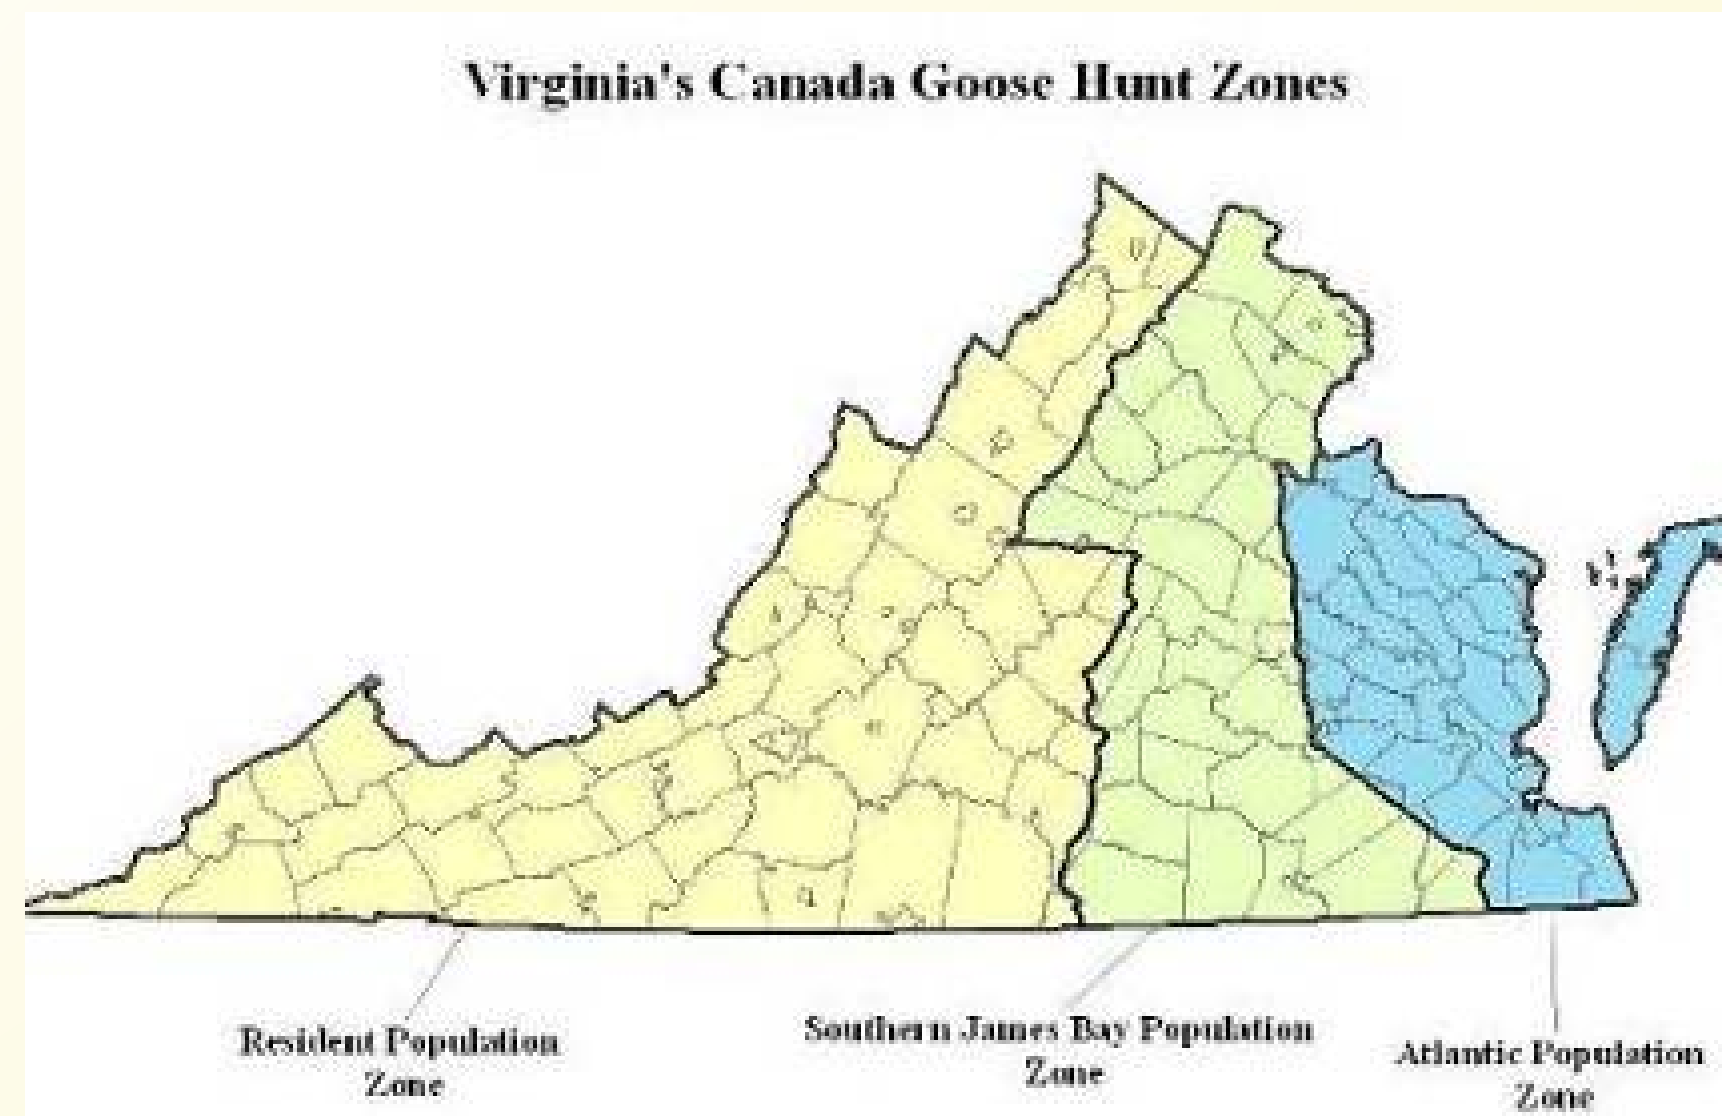 Virginia's Canada Goose Hunt Zones
Resident Population
Zone
Southern James Bay Population
Zone
Atlantic Population
Zone